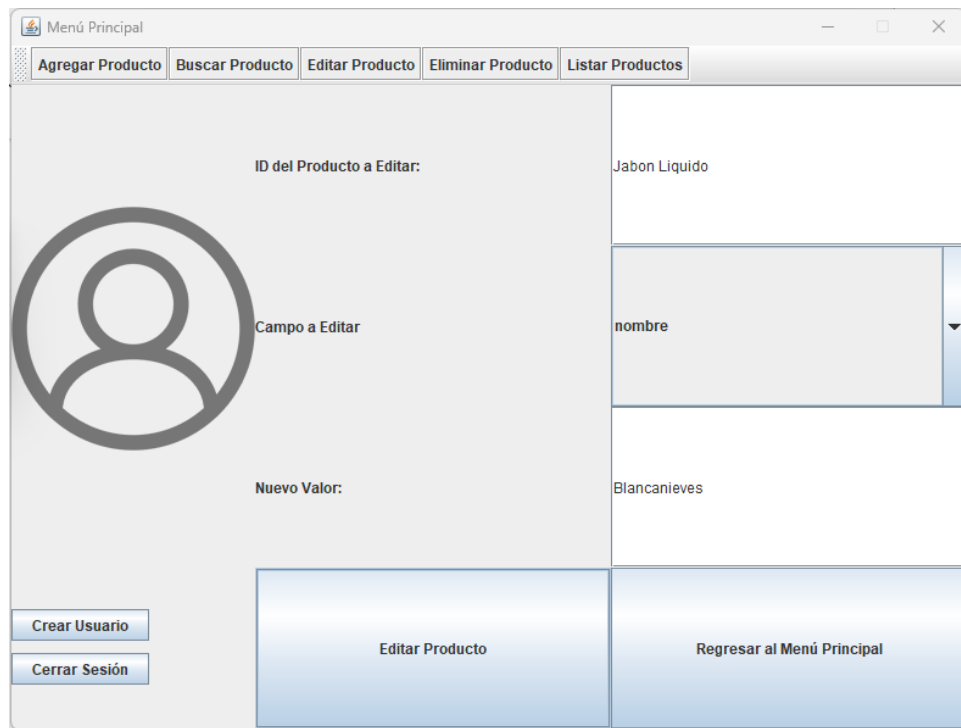 Menú Principal
Agregar Producto Buscar Producto Editar Producto Eliminar Producto Listar Productos
ID del Producto a Editar: Jabon Liquido
Campo a Editar nombre
Nuevo Valor: Blancanieves
Crear Usuario
Cerrar Sesión
Editar Producto Regresar al Menú Principal